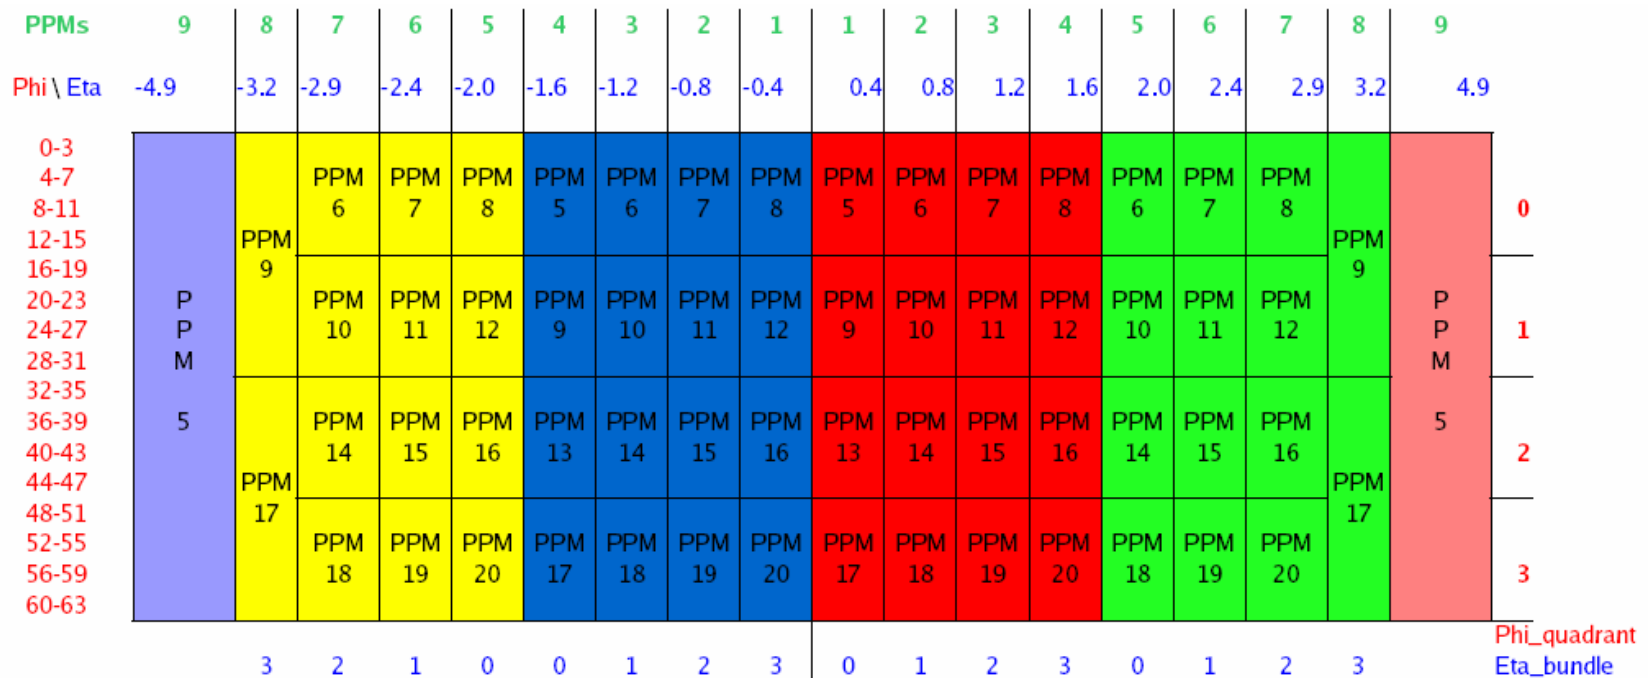 PPMs 9 8 7 6 5 4 3 2 1 1 2 3 4 5 6 7 8 9
Phi \ Eta -4.9 -3.2 -2.9 -2.4 -2.0 -1.6 -1.2 -0.8 -0.4 0.4 0.8 1.2 1.6 2.0 2.4 2.9 3.2 4.9
0-3
4-7 PPM PPM PPM PPM PPM PPM PPM PPM PPM PPM PPM PPM PPM PPM
8-11 6 7 8 5 6 7 8 5 6 7 8 6 7 8 0
12-15 PPM PPM
16-19 9 9
20-23 P PPM PPM PPM PPM PPM PPM PPM PPM PPM PPM PPM PPM PPM PPM P
24-27 P 10 11 12 9 10 11 12 9 10 11 12 10 11 12 P 1
28-31 M M
32-35
36-39 5 PPM PPM PPM PPM PPM PPM PPM PPM PPM PPM PPM PPM PPM PPM 5
40-43 14 15 16 13 14 15 16 13 14 15 16 14 15 16 2
44-47 PPM PPM
48-51 17 17
52-55 PPM PPM PPM PPM PPM PPM PPM PPM PPM PPM PPM PPM PPM PPM
56-59 18 19 20 17 18 19 20 17 18 19 20 18 19 20 3
60-63
Phi_quadrant
3 2 1 0 0 1 2 3 0 1 2 3 0 1 2 3 Eta_bundle